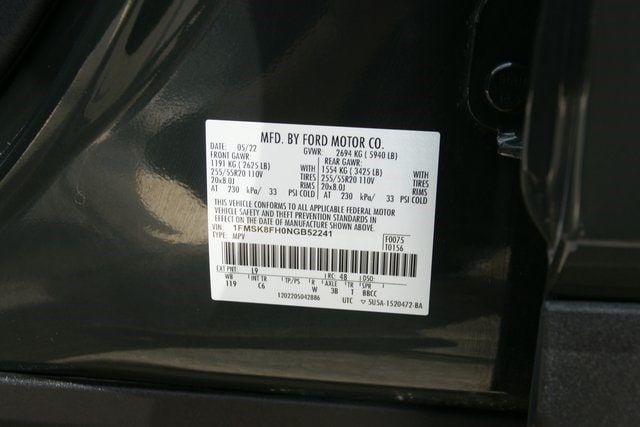 MFD. BY FORD MOTOR CO.
DATE: 05/22 GVWR: 2694 KG ( 5940 LB)
FRONT GAWR: REAR GAWR:
1191 KG ( 2625 LB) WITH 1554 KG ( 3425 LB) WITH
255/55R20 110V TIRES 255/55R20 110V TIRES
20x8.0J RIMS 20x8.0J RIMS
AT 230 kPa/ 33 PSI COLD AT 230 kPa/ 33 PSI COLD
THIS VEHICLE CONFORMS TO ALL APPLICABLE FEDERAL MOTOR
VEHICLE SAFETY AND THEFT PREVENTION STANDARDS IN
EFFECT ON THE DATE OF MANUFACTURE SHOWN ABOVE.
VIN: 1FMSK8FH0NGB52241 F0075
TYPE: MPV T0156
EXT PNT: L9 RC: 48
WB INT TR TP/PS R AXLE TR SPR
119 C6 W 3B T BBCC
1202205042886 UTC ▽ 5USA-1520472-BA